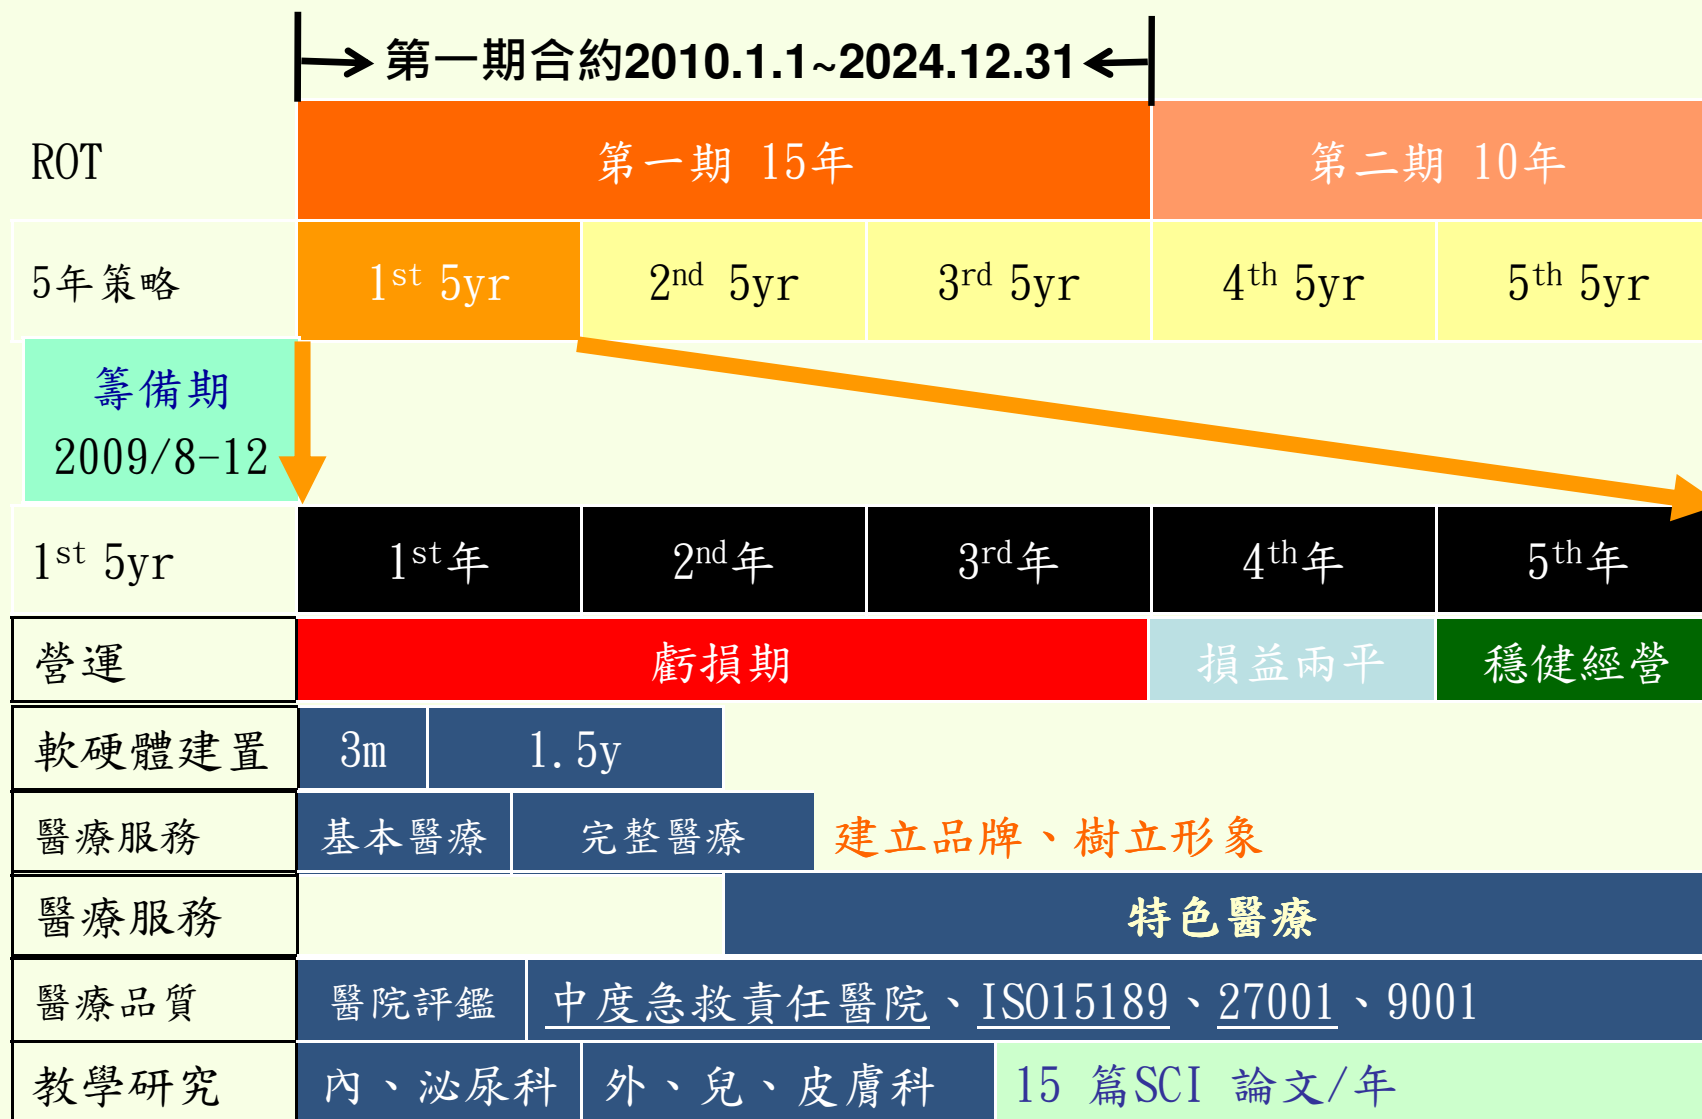 第一期合約2010.1.1~2024.12.31
ROT 第一期 15年 第二期 10年
5年策略 1st 5yr 2nd 5yr 3rd 5yr 4th 5yr 5th 5yr
籌備期
2009/8-12
1st 5yr 1st年 2nd年 3rd年 4th年 5th年
營運 虧損期 損益兩平 穩健經營
軟硬體建置 3m 1.5y
醫療服務 基本醫療 完整醫療 建立品牌、樹立形象
醫療服務 特色醫療
醫療品質 醫院評鑑 中度急救責任醫院、ISO15189、27001、9001
教學研究 內、泌尿科 外、兒、皮膚科 15 篇SCI 論文/年